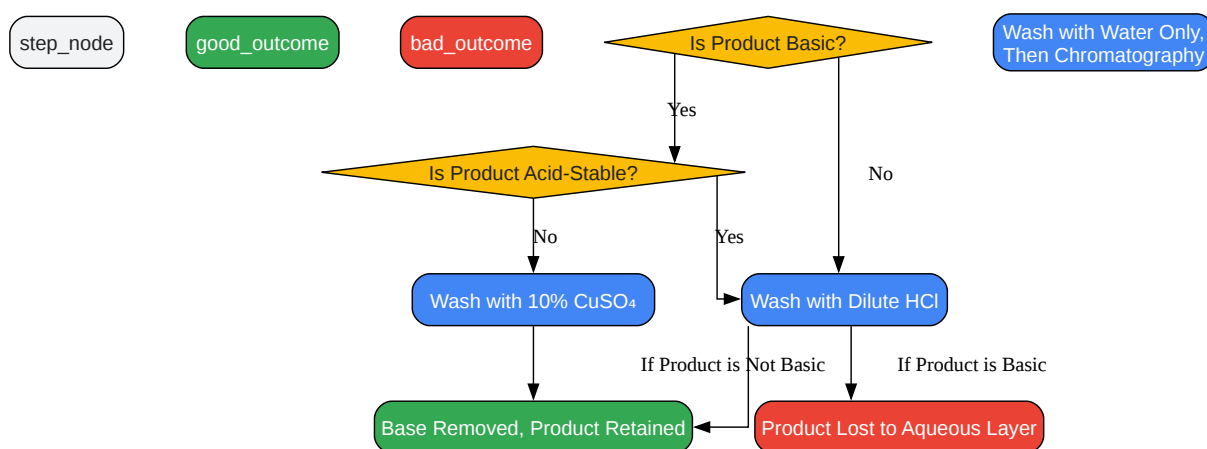 step_node
good_outcome
bad_outcome
Is Product Basic?
Wash with Water Only,
Then Chromatography
Yes
Is Product Acid-Stable?
No
No
Yes
Wash with 10% CuSO₄
Wash with Dilute HCl
If Product is Not Basic
If Product is Basic
Base Removed, Product Retained
Product Lost to Aqueous Layer